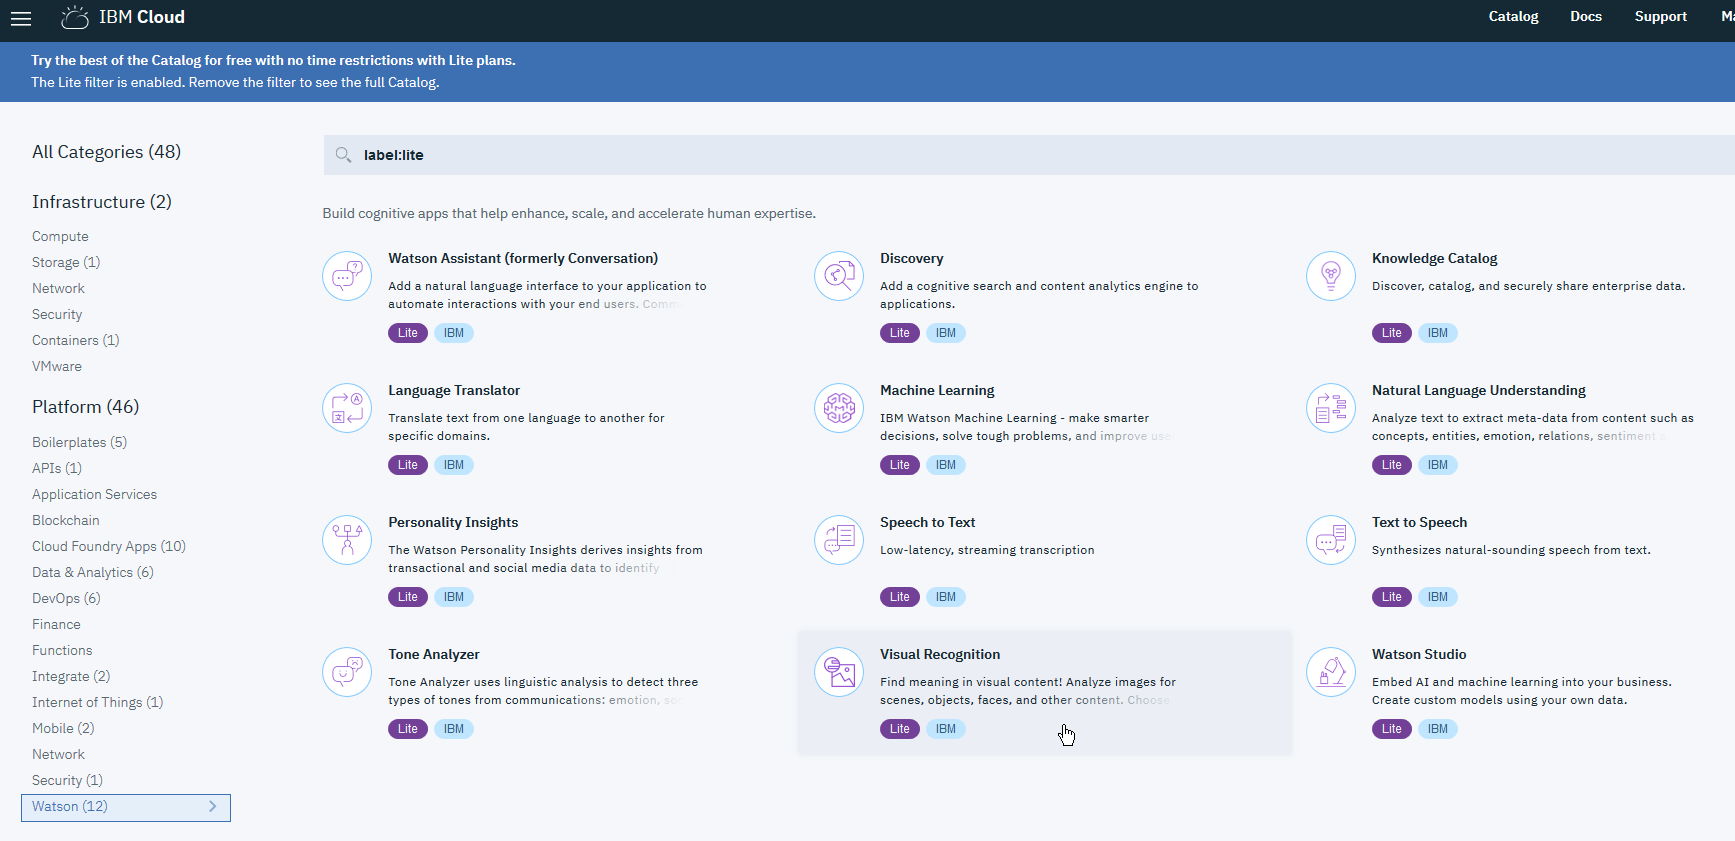 IBM Cloud
Catalog
Docs
Support
Try the best of the Catalog for free with no time restrictions with Lite plans.
The Lite filter is enabled. Remove the filter to see the full Catalog.
All Categories (48)
Infrastructure (2)
Compute
Storage (1)
Network
Security
Containers (1)
VMware
Platform (46)
Boilerplates (5)
APIs (1)
Application Services
Blockchain
Cloud Foundry Apps (10)
Data & Analytics (6)
DevOps (6)
Finance
Functions
Integrate (2)
Internet of Things (1)
Mobile (2)
Network
Security (1)
Watson (12)
label:lite
Build cognitive apps that help enhance, scale, and accelerate human expertise.
Watson Assistant (formerly Conversation)
Add a natural language interface to your application to
automate interactions with your end users.
Lite IBM
Discovery
Add a cognitive search and content analytics engine to
applications.
Lite IBM
Knowledge Catalog
Discover, catalog, and securely share enterprise data.
Lite IBM
Language Translator
Translate text from one language to another for
specific domains.
Lite IBM
Machine Learning
IBM Watson Machine Learning - make smarter
decisions, solve tough problems, and improve
Lite IBM
Natural Language Understanding
Analyze text to extract meta-data from content such as
concepts, entities, emotion, relations, sentiment
Lite IBM
Personality Insights
The Watson Personality Insights derives insights from
transactional and social media data to identify
Lite IBM
Speech to Text
Low-latency, streaming transcription
Lite IBM
Text to Speech
Synthesizes natural-sounding speech from text.
Lite IBM
Tone Analyzer
Tone Analyzer uses linguistic analysis to detect three
types of tones from communications: emotion,
Lite IBM
Visual Recognition
Find meaning in visual content! Analyze images for
scenes, objects, faces, and other content. Choose
Lite IBM
Watson Studio
Embed AI and machine learning into your business.
Create custom models using your own data.
Lite IBM